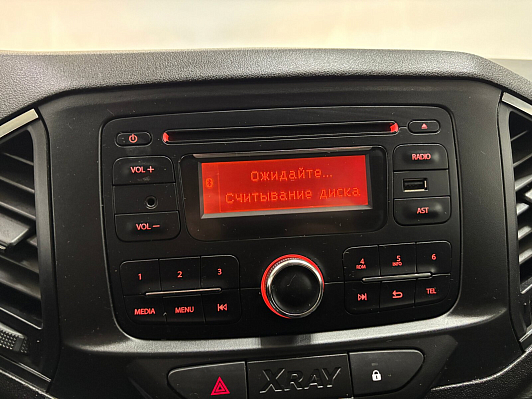 VOL +
VOL −
Ожидайте...
Считывание диска
RADIO
AST
1 2 3
MEDIA MENU
4 RDM 5 INFO 6
TEL
XRAY